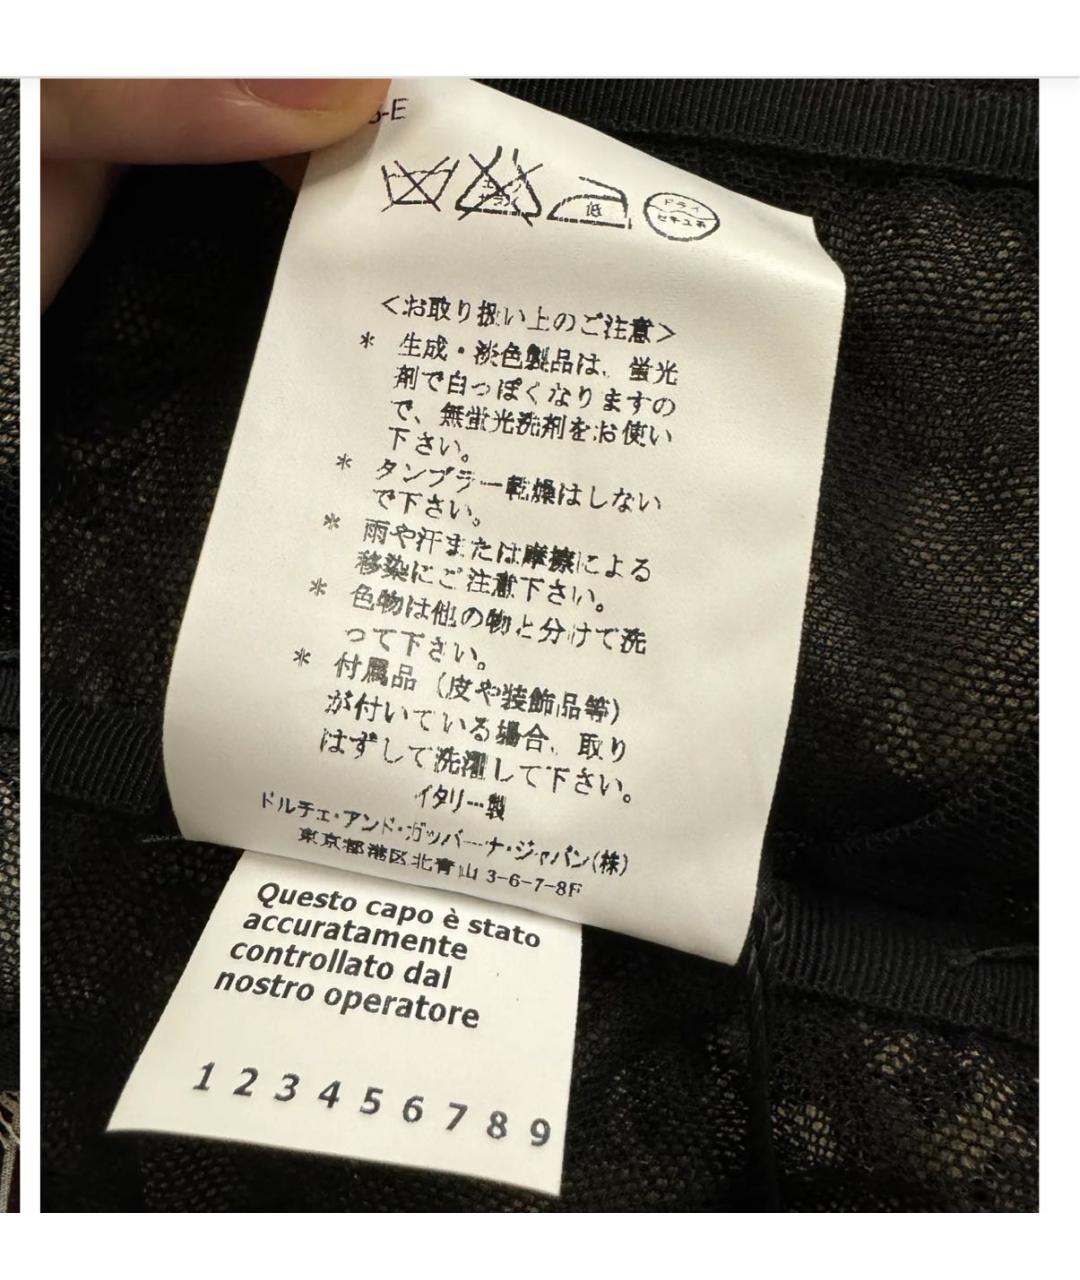 -E
低
ドライ
セキユ系
<お取り扱い上のご注意>
* 生成・淡色製品は、蛍光
剤で白っぽくなりますの
で、無蛍光洗剤をお使い
下さい。
* タンブラー乾燥はしない
で下さい。
* 雨や汗または摩擦による
移染にご注意下さい。
* 色物は他の物と分けて洗
って下さい。
* 付属品(皮や装飾品等)
が付いている場合、取り
はずして洗濯して下さい。
イタリー製
ドルチェ・アンド・ガッバーナ・ジャパン(株)
東京都港区北青山 3-6-7-8F
Questo capo è stato
accuratamente
controllato dal
nostro operatore
1 2 3 4 5 6 7 8 9